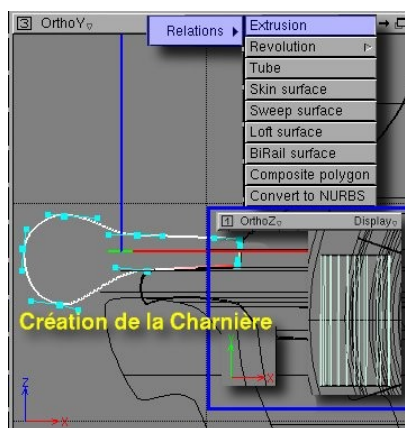 3 OrthoY
Relations
Extrusion
Revolution
Tube
Skin surface
Sweep surface
Loft surface
BiRail surface
Composite polygon
Convert to NURBS
1 OrthoZ Display
Création de la Charniere
Z
X